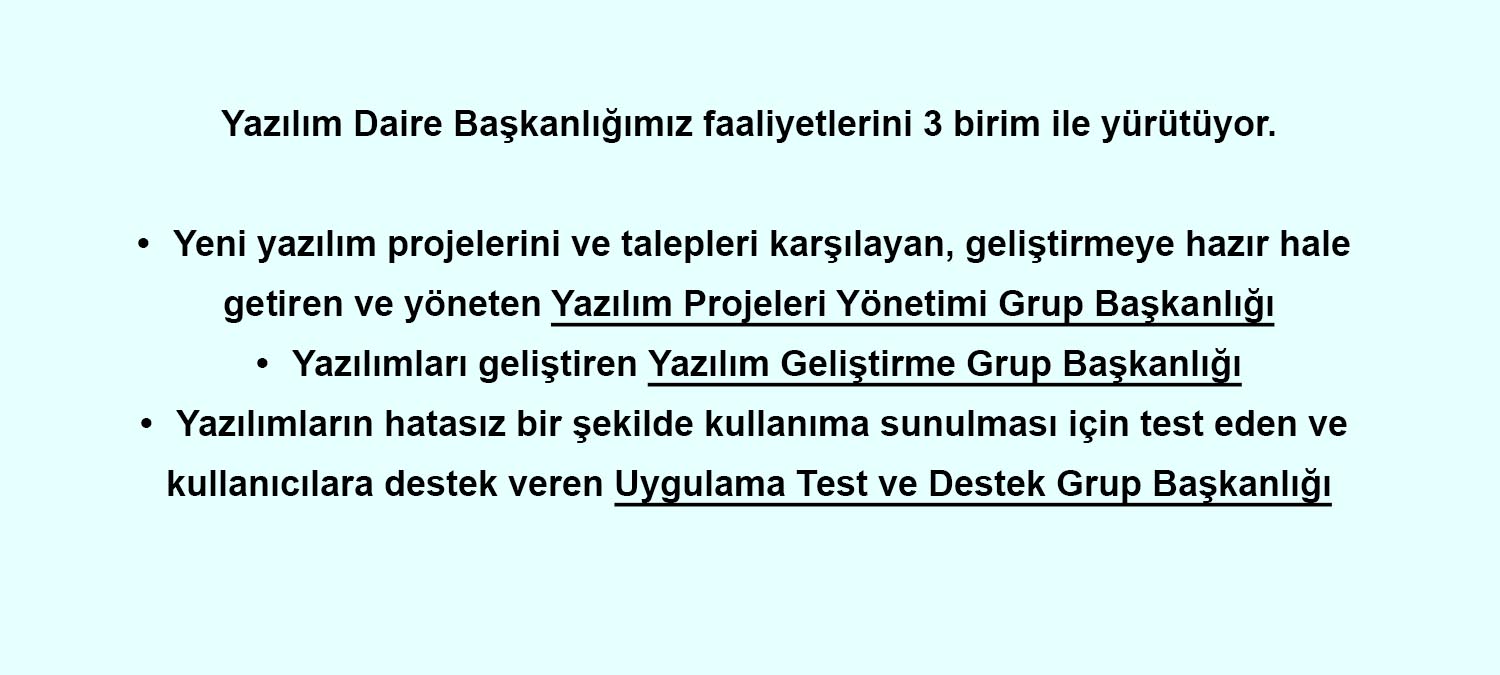 Yazılım Daire Başkanlığımız faaliyetlerini 3 birim ile yürütüyor.
• Yeni yazılım projelerini ve talepleri karşılayan, geliştirmeye hazır hale
getiren ve yöneten Yazılım Projeleri Yönetimi Grup Başkanlığı
• Yazılımları geliştiren Yazılım Geliştirme Grup Başkanlığı
• Yazılımların hatasız bir şekilde kullanıma sunulması için test eden ve
kullanıcılara destek veren Uygulama Test ve Destek Grup Başkanlığı